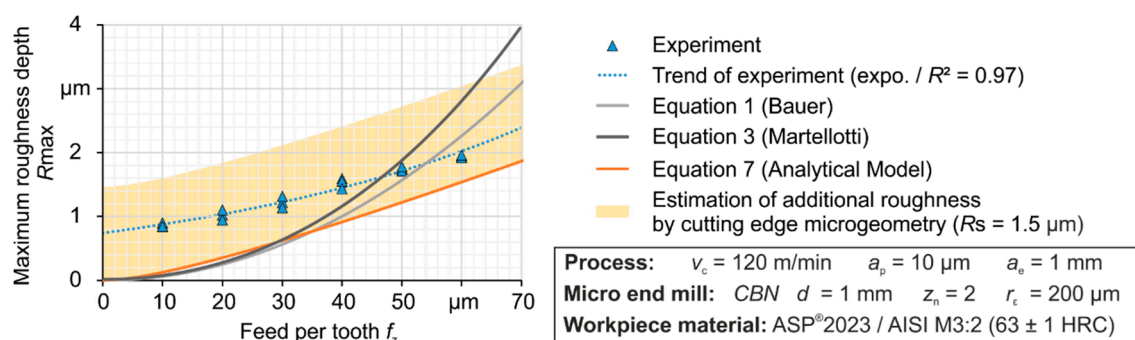 Maximum roughness depth
Rmax
4
µm
2
1
0
0
10
20
30
40
50
µm
70
Feed per tooth fz
Experiment
Trend of experiment (expo. / R² = 0.97)
Equation 1 (Bauer)
Equation 3 (Martellotti)
Equation 7 (Analytical Model)
Estimation of additional roughness
by cutting edge microgeometry (Rs = 1.5 µm)
Process: vc = 120 m/min ap = 10 µm ae = 1 mm
Micro end mill: CBN d = 1 mm zn = 2 rε = 200 µm
Workpiece material: ASP®2023 / AISI M3:2 (63 ± 1 HRC)